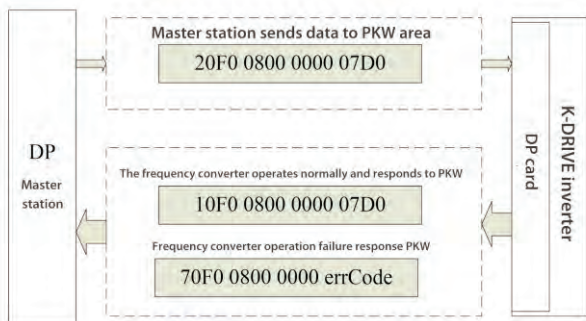 Master station sends data to PKW area
20F0 0800 0000 07D0
DP
Master
station
The frequency converter operates normally and responds to PKW
10F0 0800 0000 07D0
Frequency converter operation failure response PKW
70F0 0800 0000 errCode
DP card
K-DRIVE inverter